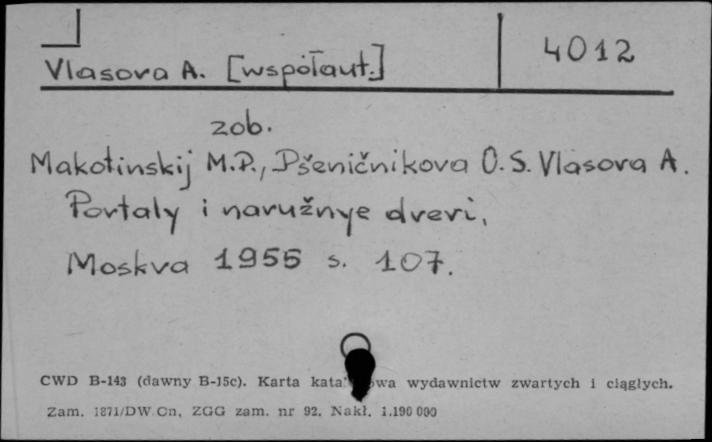 Vlasova A. [współaut.] 4012
zob.
Makotinskij M.P., Pšeničnikova O.S. Vlasova A.
Portaly i naružnye dveri,
Moskva 1955 s. 107.
CWD B-143 (dawny B-15c). Karta wydawnictw zwartych i ciągłych.
Zam. 1871/DW Cn, ZGG zam. nr 92. Nakł. 1.190 000